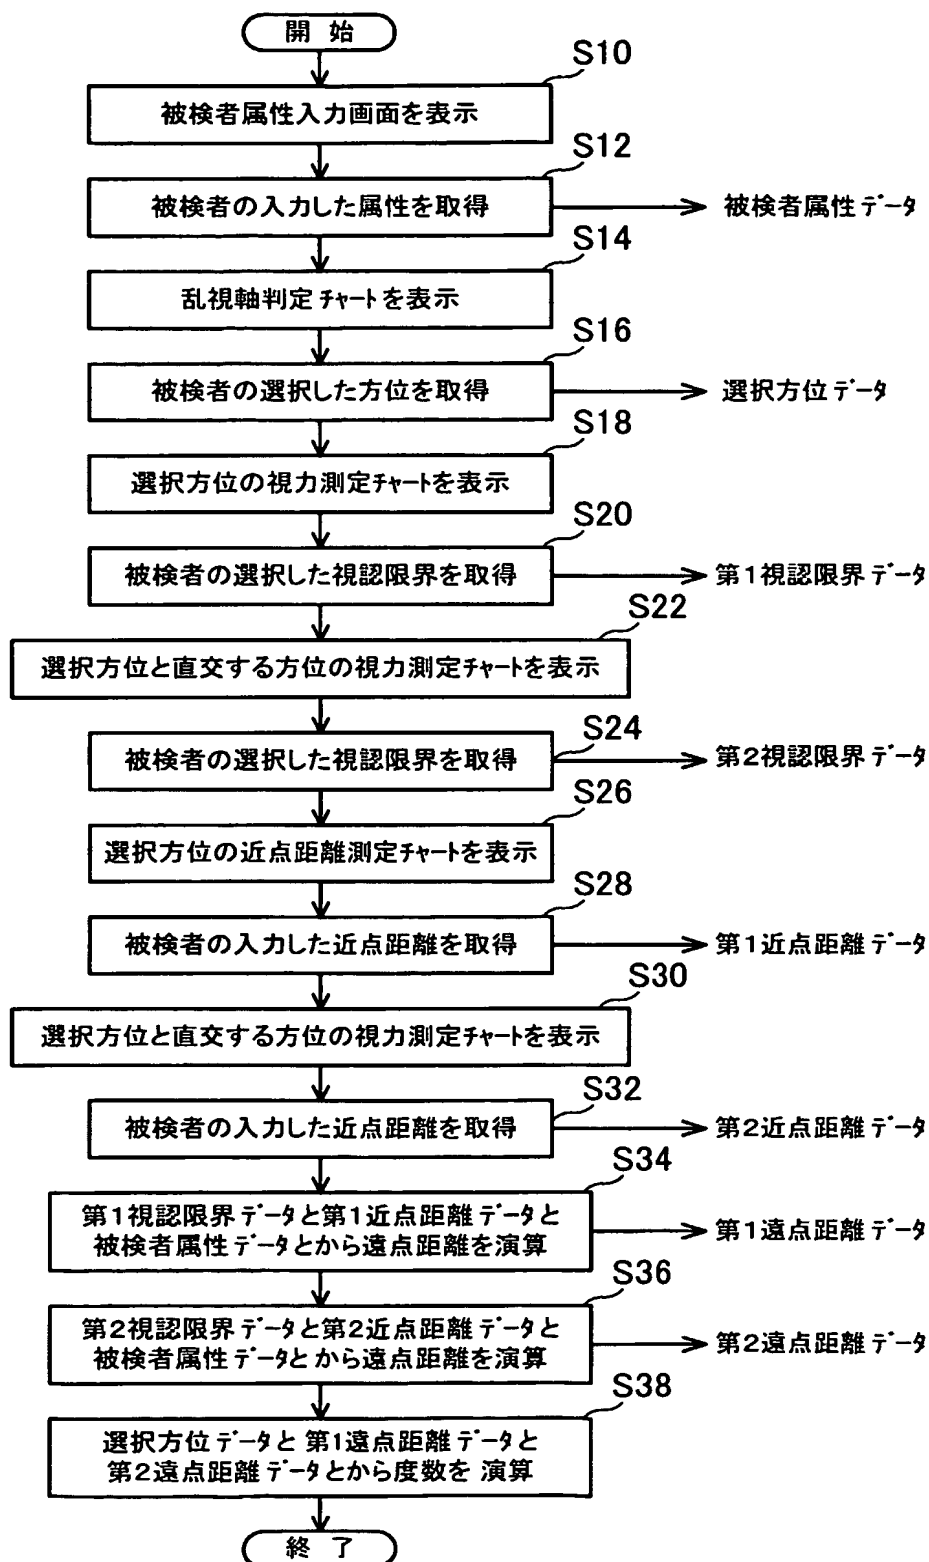 開 始
S10
被検者属性入力画面を表示
S12
被検者の入力した属性を取得
被検者属性データ
S14
乱視軸判定チャートを表示
S16
被検者の選択した方位を取得
選択方位データ
S18
選択方位の視力測定チャートを表示
S20
被検者の選択した視認限界を取得
第1視認限界データ
S22
選択方位と直交する方位の視力測定チャートを表示
S24
被検者の選択した視認限界を取得
第2視認限界データ
S26
選択方位の近点距離測定チャートを表示
S28
被検者の入力した近点距離を取得
第1近点距離データ
S30
選択方位と直交する方位の視力測定チャートを表示
S32
被検者の入力した近点距離を取得
第2近点距離データ
S34
第1視認限界データと第1近点距離データと
被検者属性データとから遠点距離を演算
第1遠点距離データ
S36
第2視認限界データと第2近点距離データと
被検者属性データとから遠点距離を演算
第2遠点距離データ
S38
選択方位データと第1遠点距離データと
第2遠点距離データとから度数を演算
終 了